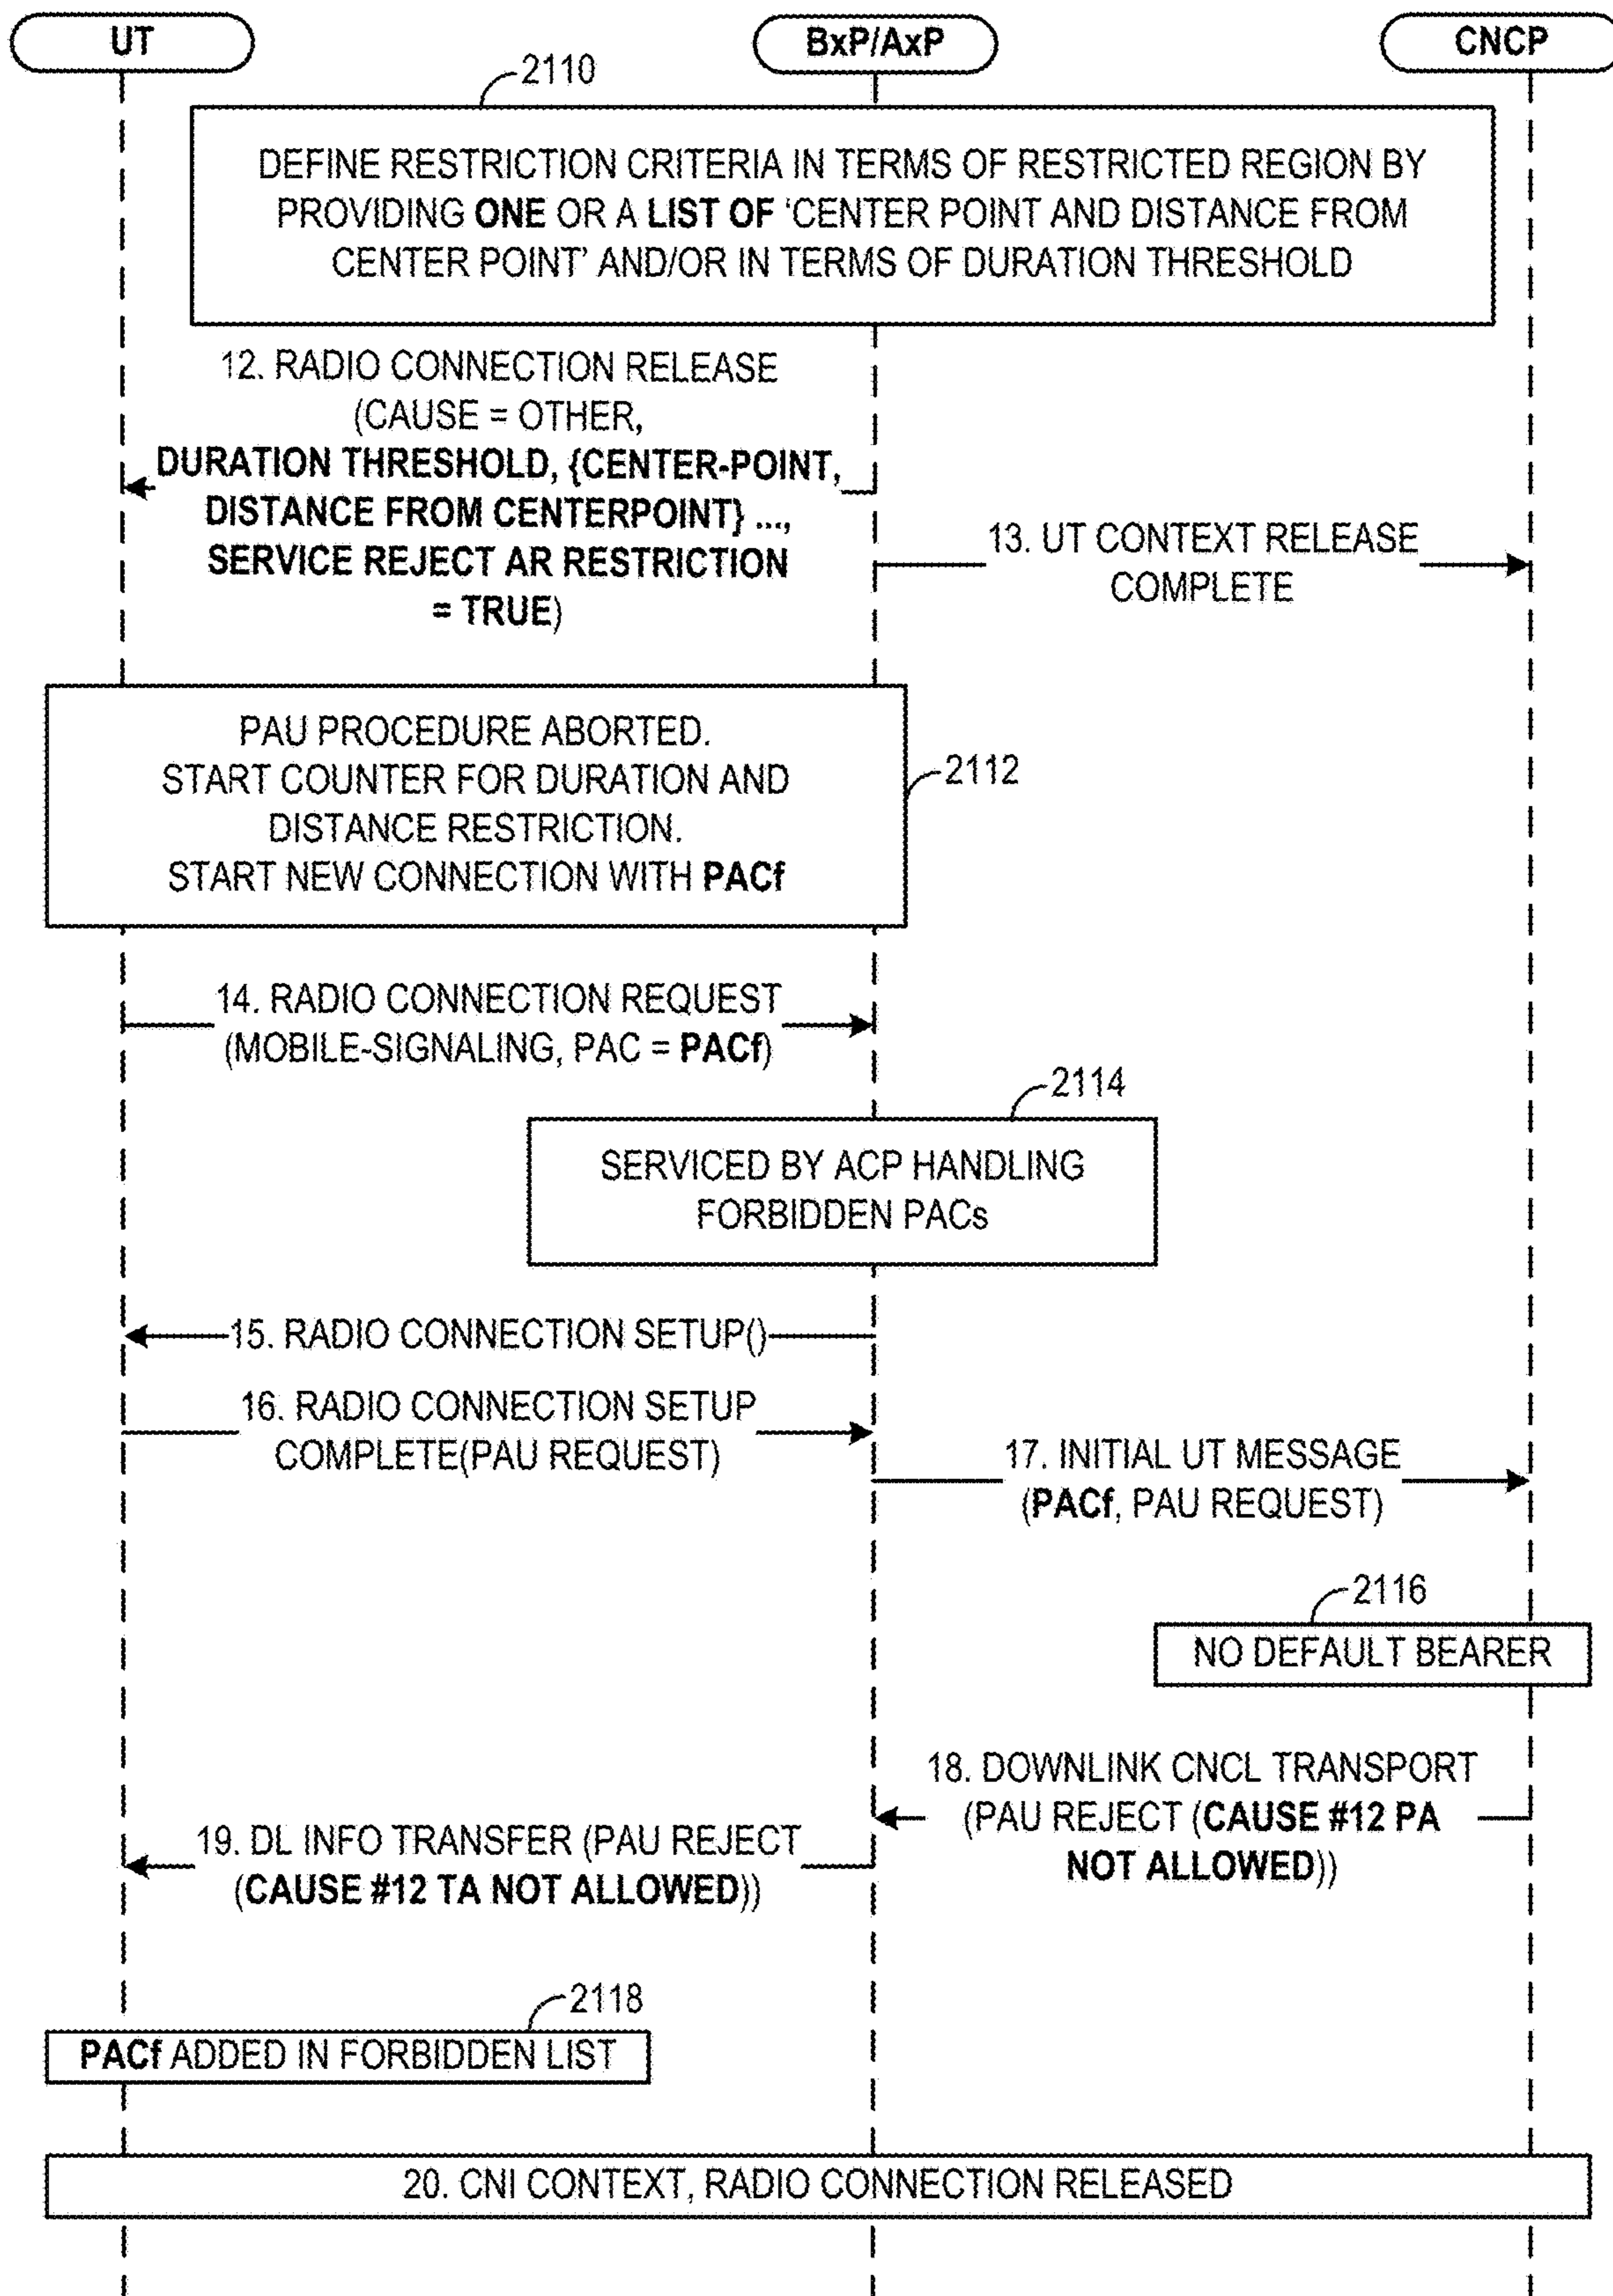 UT
BxP/AxP
CNCP
2110
DEFINE RESTRICTION CRITERIA IN TERMS OF RESTRICTED REGION BY
PROVIDING ONE OR A LIST OF ‘CENTER POINT AND DISTANCE FROM
CENTER POINT’ AND/OR IN TERMS OF DURATION THRESHOLD
12. RADIO CONNECTION RELEASE
(CAUSE = OTHER,
DURATION THRESHOLD, {CENTER-POINT,
DISTANCE FROM CENTERPOINT} ...,
SERVICE REJECT AR RESTRICTION
= TRUE)
13. UT CONTEXT RELEASE
COMPLETE
PAU PROCEDURE ABORTED.
START COUNTER FOR DURATION AND
DISTANCE RESTRICTION.
START NEW CONNECTION WITH PACf
2112
14. RADIO CONNECTION REQUEST
(MOBILE-SIGNALING, PAC = PACf)
2114
SERVICED BY ACP HANDLING
FORBIDDEN PACs
15. RADIO CONNECTION SETUP()
16. RADIO CONNECTION SETUP
COMPLETE(PAU REQUEST)
17. INITIAL UT MESSAGE
(PACf, PAU REQUEST)
2116
NO DEFAULT BEARER
18. DOWNLINK CNCL TRANSPORT
(PAU REJECT (CAUSE #12 PA
NOT ALLOWED))
19. DL INFO TRANSFER (PAU REJECT
(CAUSE #12 TA NOT ALLOWED))
2118
PACf ADDED IN FORBIDDEN LIST
20. CNI CONTEXT, RADIO CONNECTION RELEASED